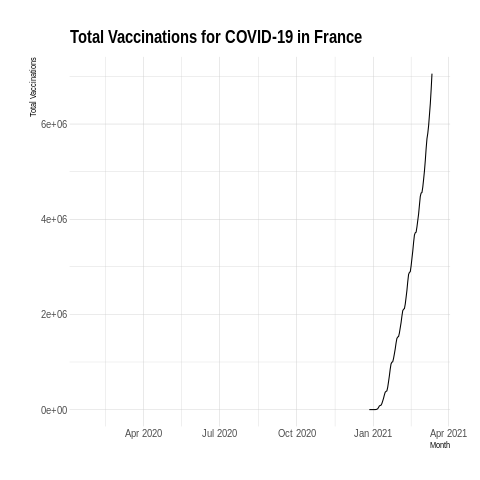 Total Vaccinations for COVID-19 in France
Total Vaccinations
6e+06
4e+06
2e+06
0e+00
Apr 2020 Jul 2020 Oct 2020 Jan 2021 Apr 2021
Month